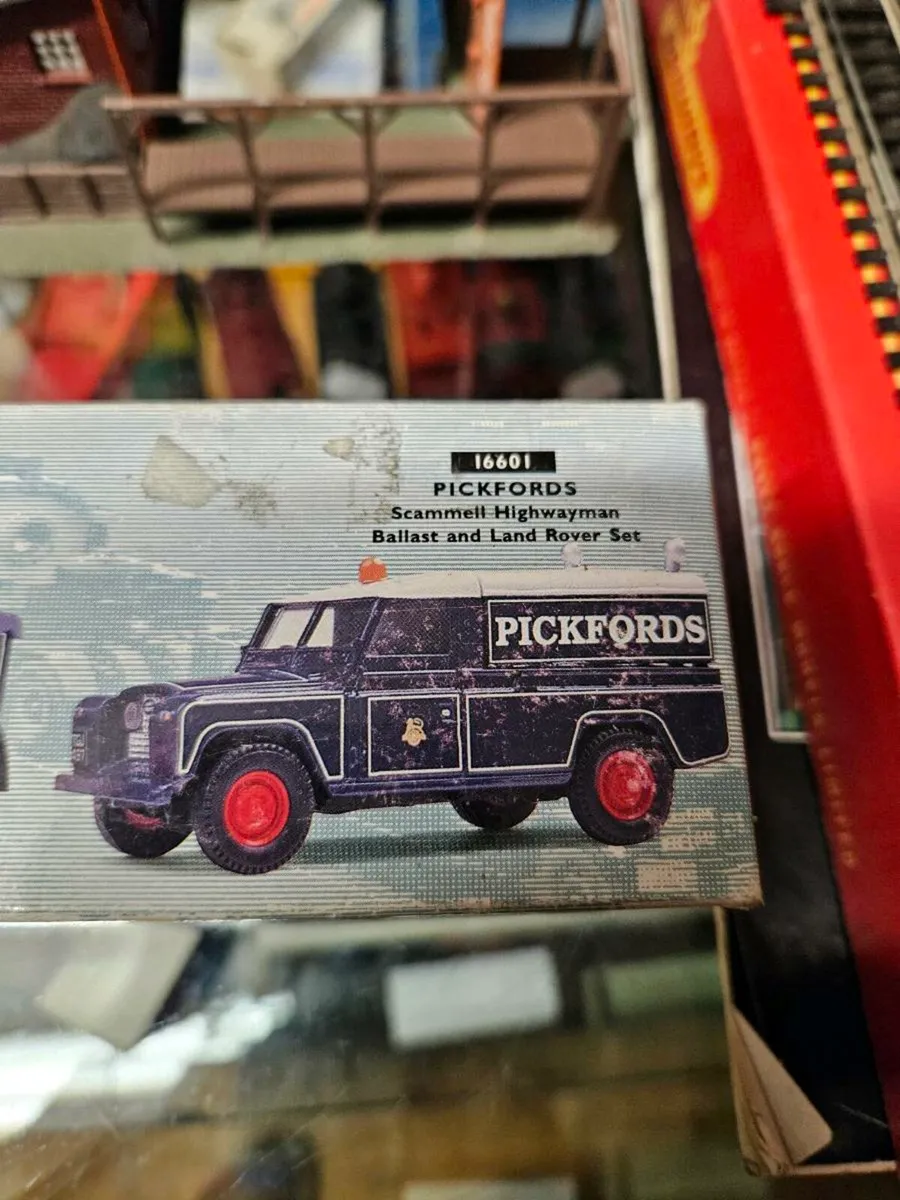 16601
PICKFORDS
Scammell Highwayman
Ballast and Land Rover Set
PICKFORDS